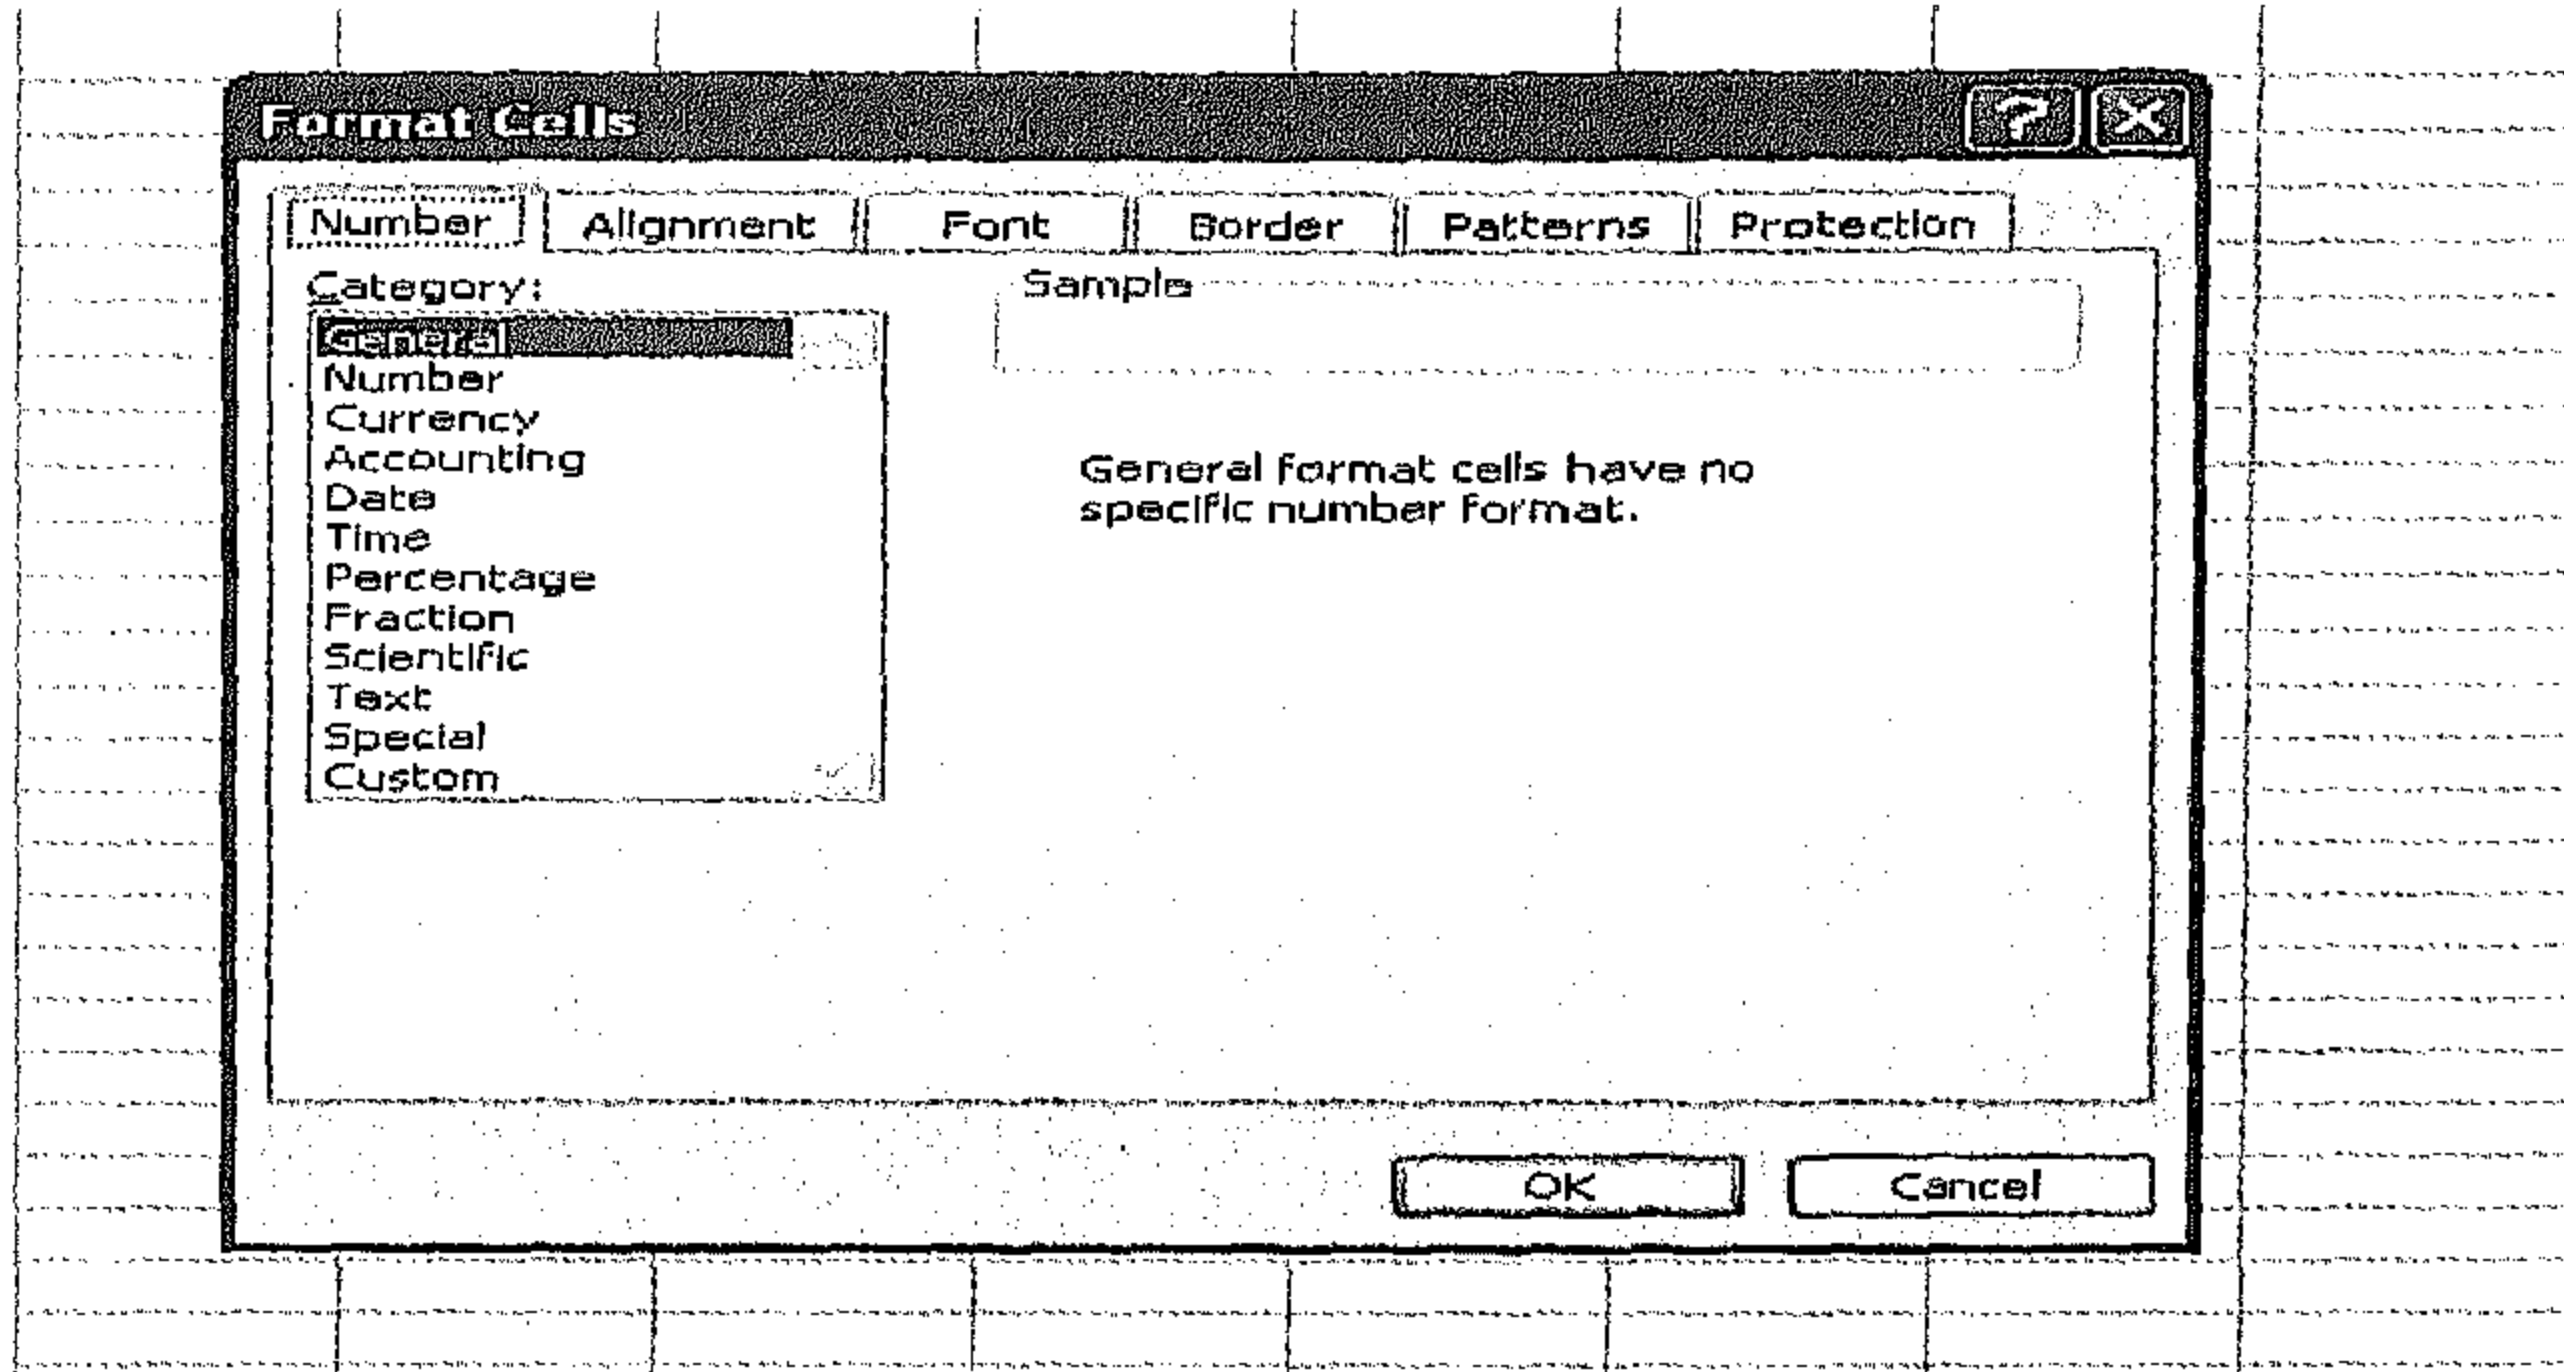 Format Cells ? X
Number Alignment Font Border Patterns Protection
Category:
General
Number
Currency
Accounting
Date
Time
Percentage
Fraction
Scientific
Text
Special
Custom
Sample
General format cells have no
specific number format.
OK Cancel